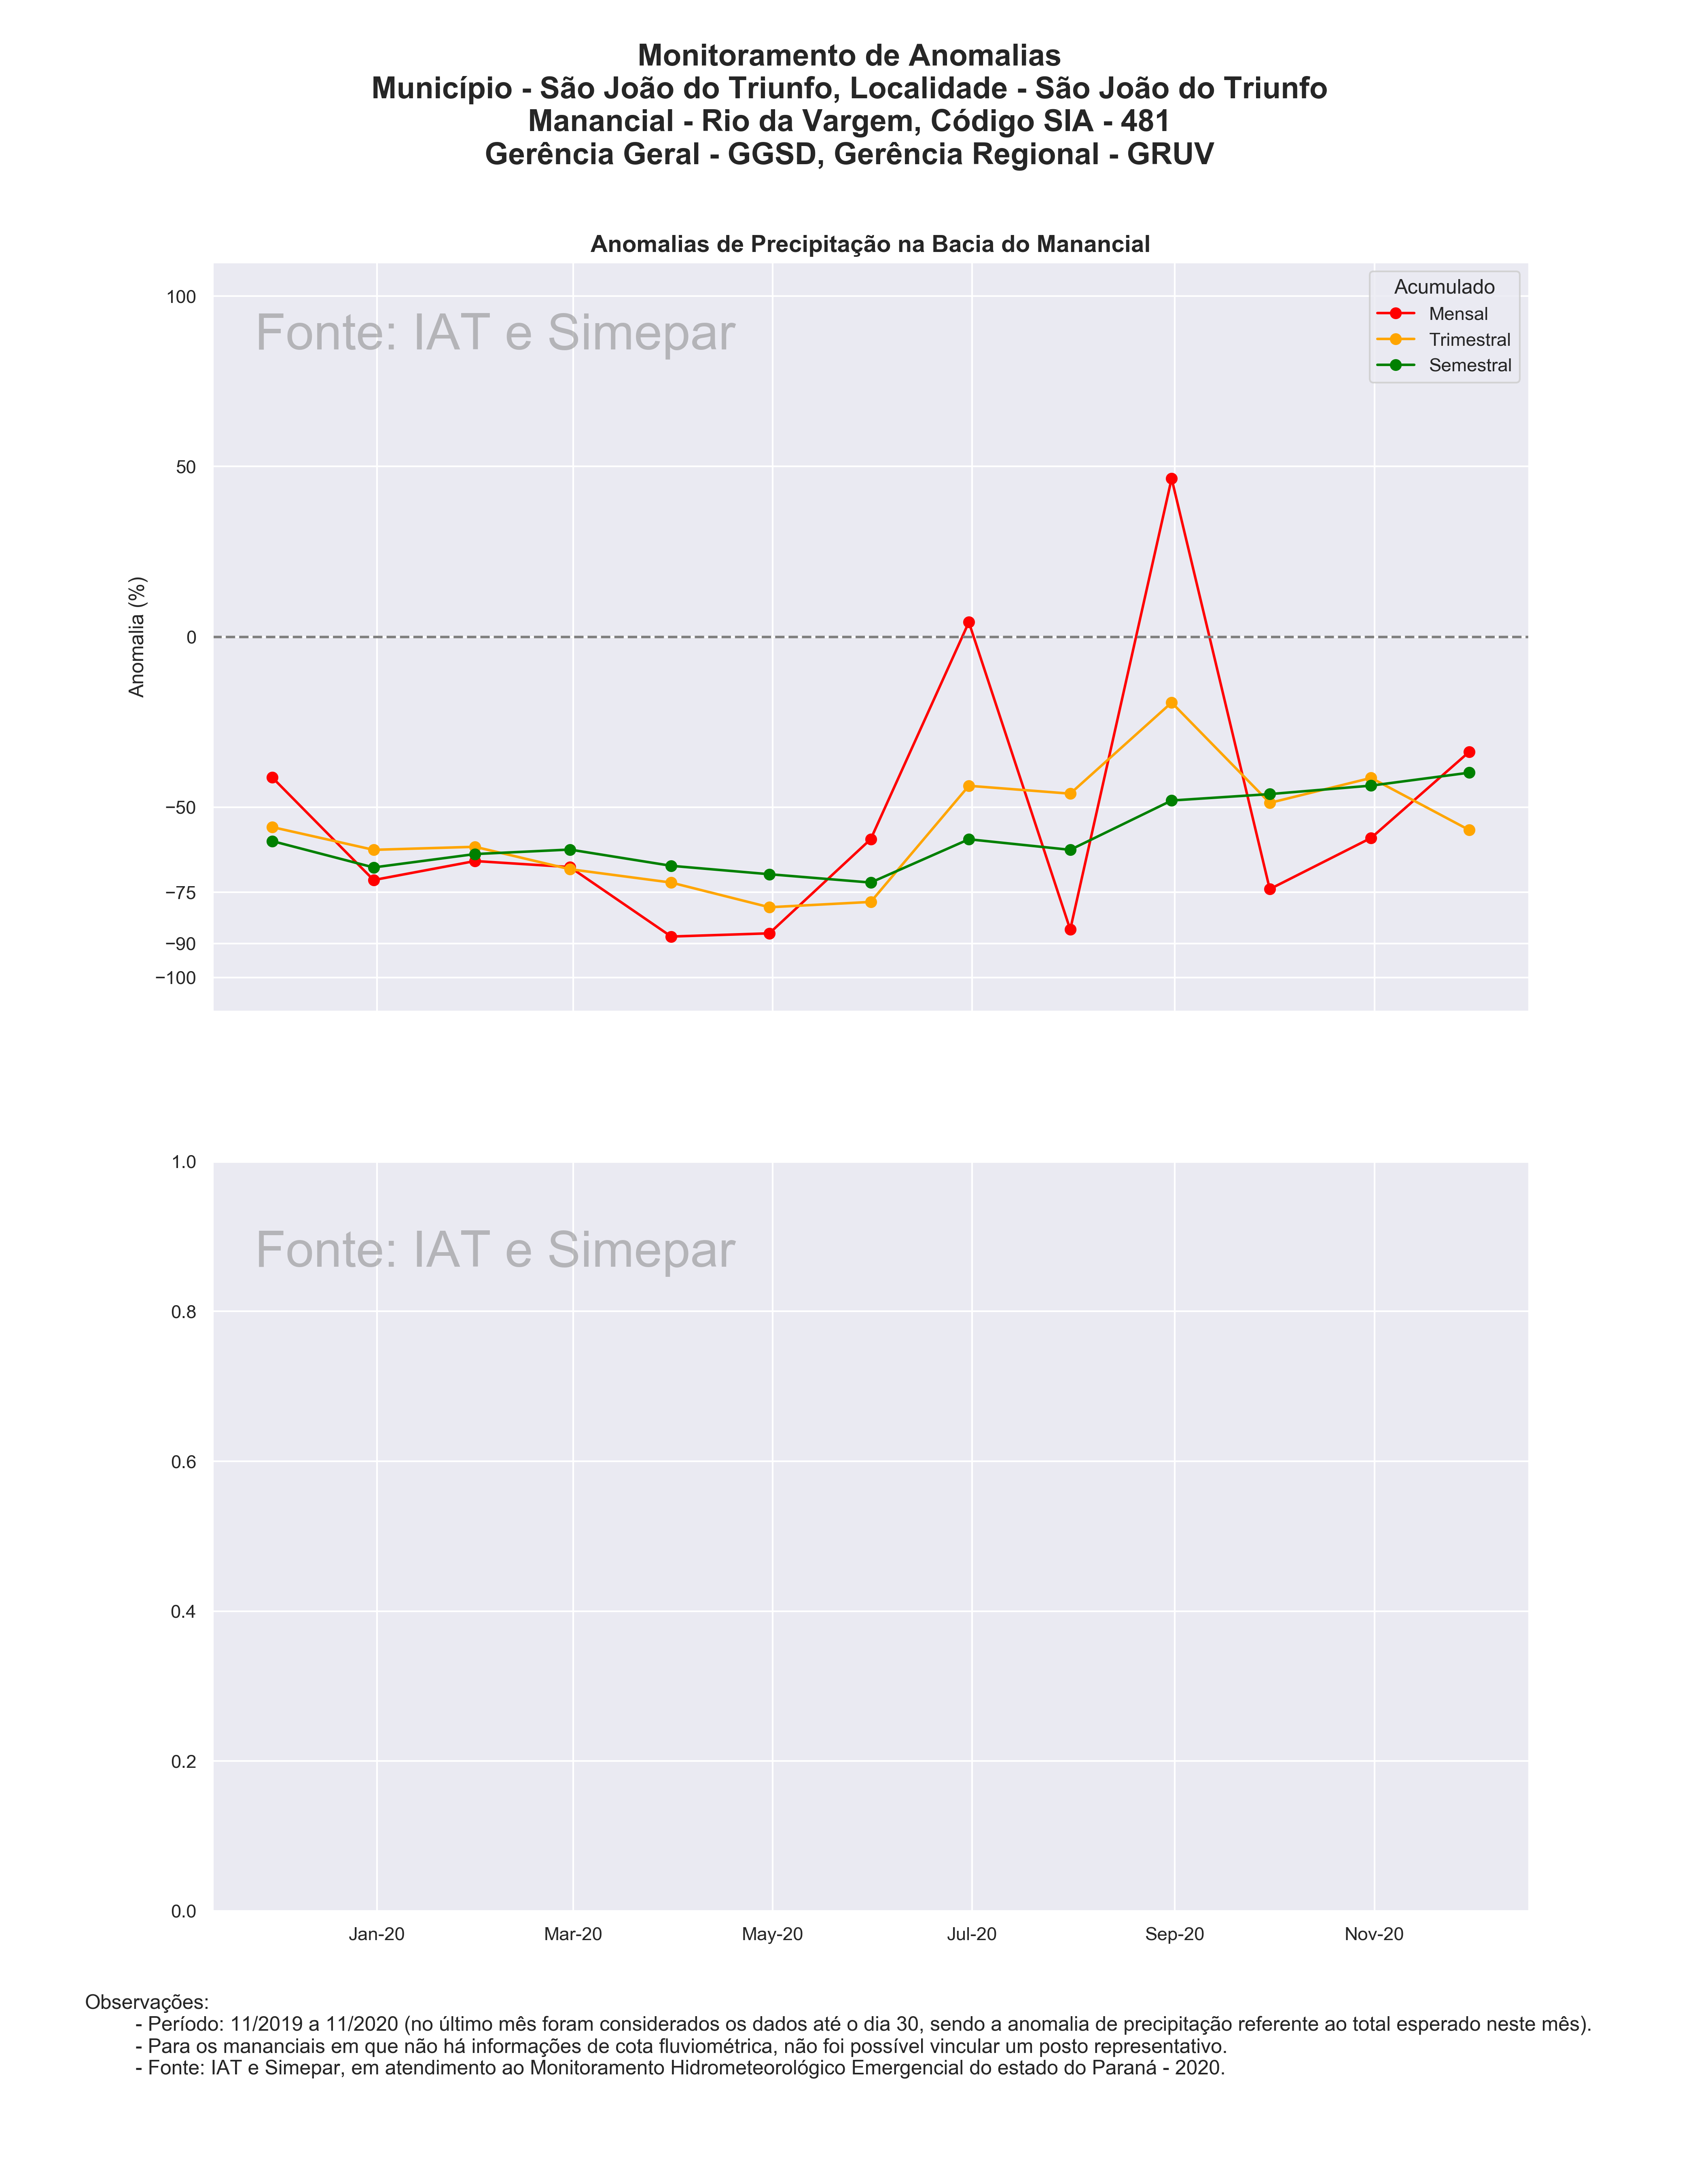 Monitoramento de Anomalias
Município - São João do Triunfo, Localidade - São João do Triunfo
Manancial - Rio da Vargem, Código SIA - 481
Gerência Geral - GGSD, Gerência Regional - GRUV
Anomalias de Precipitação na Bacia do Manancial
Fonte: IAT e Simepar
Acumulado
Mensal
Trimestral
Semestral
Anomalia (%)
100
50
0
−50
−75
−90
−100
Fonte: IAT e Simepar
1.0
0.8
0.6
0.4
0.2
0.0
Jan-20 Mar-20 May-20 Jul-20 Sep-20 Nov-20
Observações:
- Período: 11/2019 a 11/2020 (no último mês foram considerados os dados até o dia 30, sendo a anomalia de precipitação referente ao total esperado neste mês).
- Para os mananciais em que não há informações de cota fluviométrica, não foi possível vincular um posto representativo.
- Fonte: IAT e Simepar, em atendimento ao Monitoramento Hidrometeorológico Emergencial do estado do Paraná - 2020.